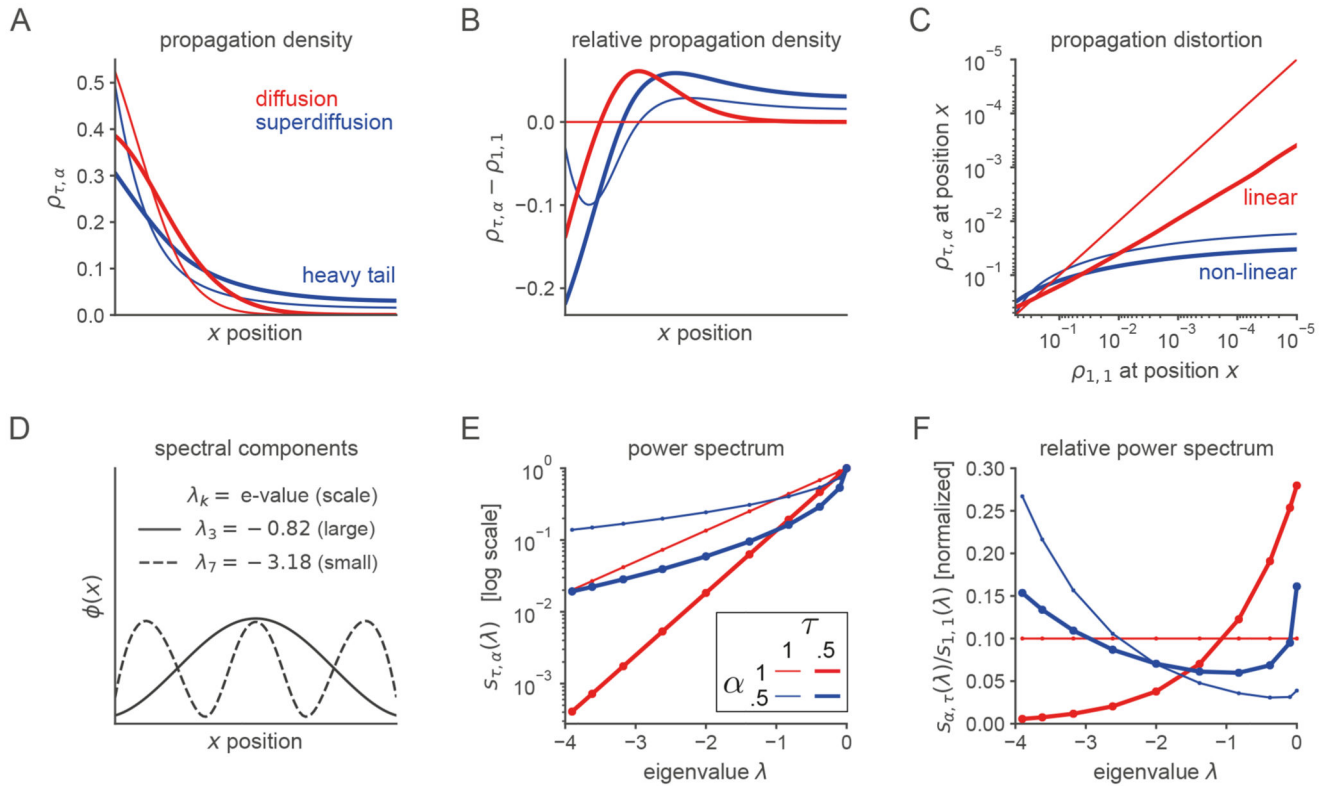 A
propagation density
ρτ, α
0.5
0.4
0.3
0.2
0.1
0.0
diffusion
superdiffusion
heavy tail
x position
B
relative propagation density
ρτ, α − ρ1, 1
0.0
−0.1
−0.2
x position
C
propagation distortion
ρτ, α at position x
10⁻⁵
10⁻⁴
10⁻³
10⁻²
10⁻¹
linear
non-linear
10⁻¹ 10⁻² 10⁻³ 10⁻⁴ 10⁻⁵
ρ1, 1 at position x
D
spectral components
λk = e-value (scale)
λ3 = −0.82 (large)
λ7 = −3.18 (small)
ϕ(x)
x position
E
power spectrum
sτ, α(λ) [log scale]
10⁰
10⁻¹
10⁻²
10⁻³
τ
1 .5
α 1
.5
−4 −3 −2 −1 0
eigenvalue λ
F
relative power spectrum
sα, τ(λ)/s1, 1(λ) [normalized]
0.30
0.25
0.20
0.15
0.10
0.05
0.00
−4 −3 −2 −1 0
eigenvalue λ